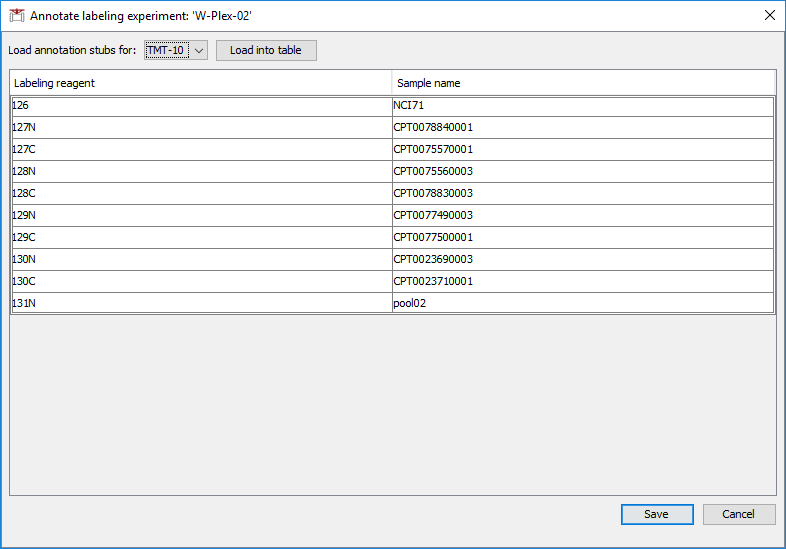 Annotate labeling experiment: 'W-Plex-02'
Load annotation stubs for: TMT-10 Load into table
Labeling reagent Sample name
126 NCI71
127N CPT0078840001
127C CPT0075570001
128N CPT0075560003
128C CPT0078830003
129N CPT0077490003
129C CPT0077500001
130N CPT0023690003
130C CPT0023710001
131N pool02
Save Cancel